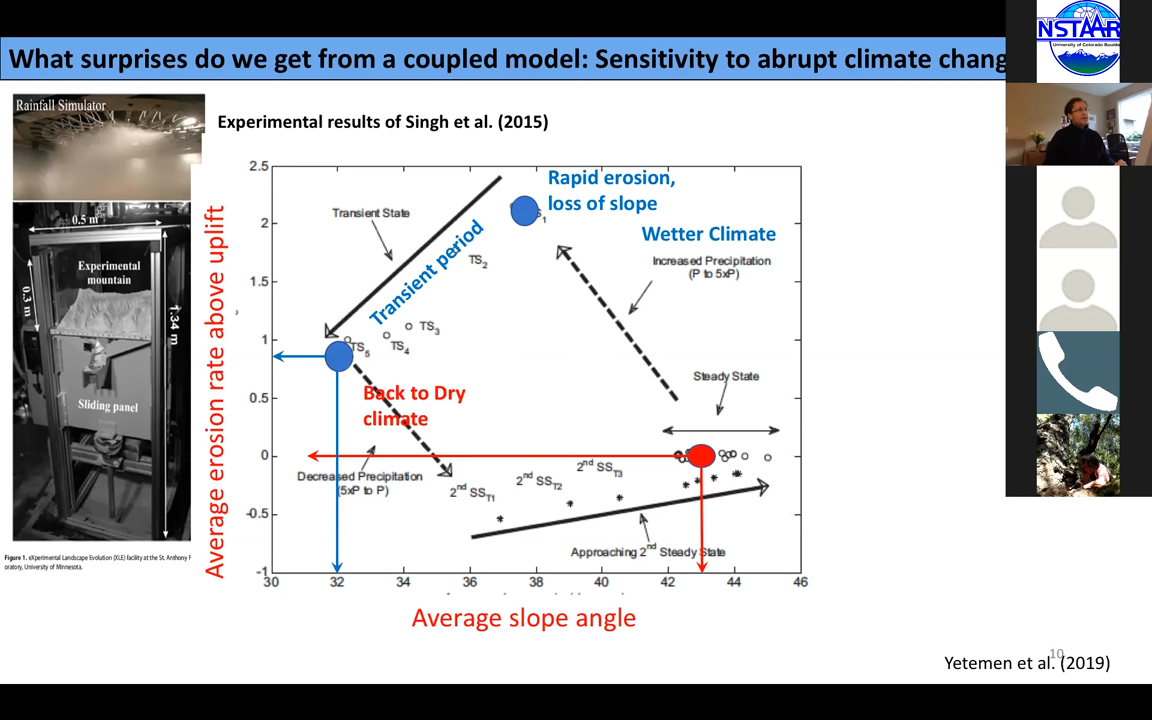 What surprises do we get from a coupled model: Sensitivity to abrupt climate chang
NSTAAR
University of Colorado Boulder
Rainfall Simulator
0.5 m
Experimental
mountain
0.3 m
1.34 m
Sliding panel
Figure 1. eXperimental Landscape Evolution (XLE) facility at the St. Anthony F
oratory, University of Minnesota.
Experimental results of Singh et al. (2015)
Average erosion rate above uplift
2.5
2
1.5
1
0.5
0
-0.5
-1
30
32
34
36
38
40
42
44
46
Average slope angle
Transient State
Transient period
Rapid erosion,
loss of slope
Wetter Climate
Increased Precipitation
(P to 5xP)
TS2
TS3
TS4
TS5
Back to Dry
climate
Steady State
Decreased Precipitation
(5xP to P)
2nd SST1
2nd SST2
2nd SST3
Approaching 2nd Steady State
10
Yetemen et al. (2019)